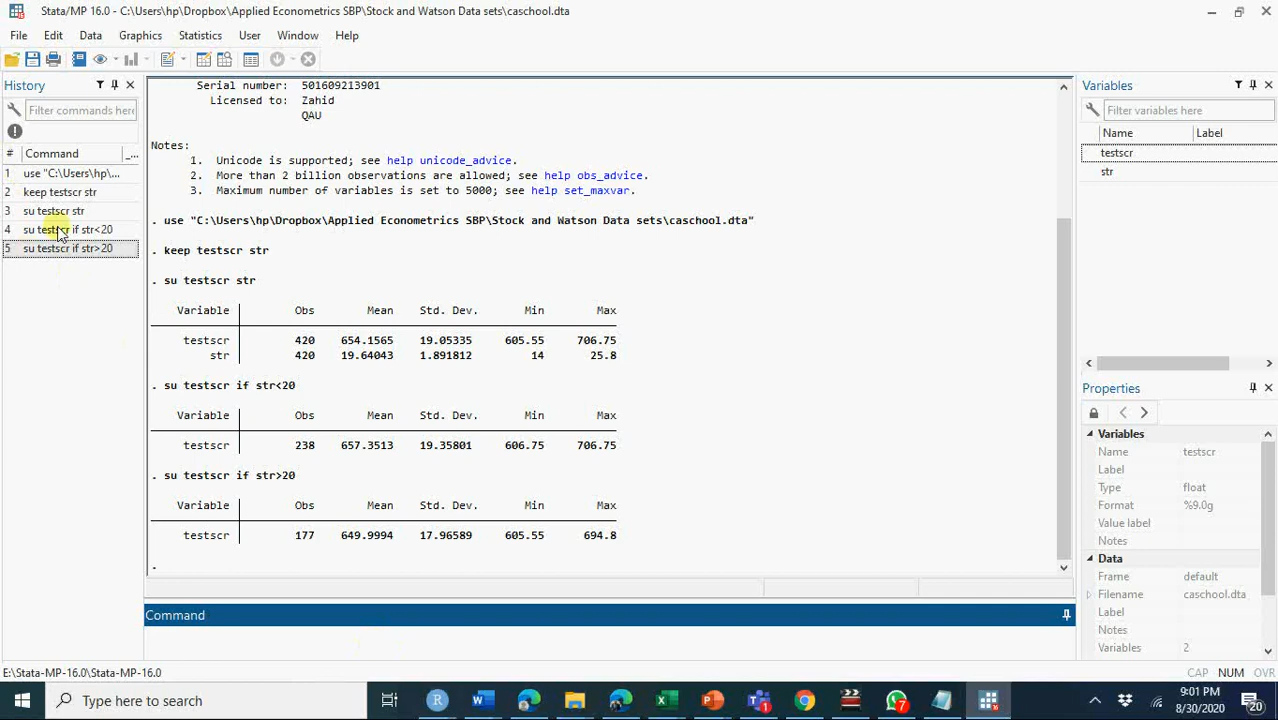 Stata/MP 16.0 - C:\Users\hp\Dropbox\Applied Econometrics SBP\Stock and Watson Data sets\caschool.dta
File Edit Data Graphics Statistics User Window Help
History
Filter commands here
# Command _...
1 use "C:\Users\hp\...
2 keep testscr str
3 su testscr str
4 su testscr if str<20
5 su testscr if str>20
Serial number: 501609213901
Licensed to: Zahid
QAU
Notes:
1. Unicode is supported; see help unicode_advice.
2. More than 2 billion observations are allowed; see help obs_advice.
3. Maximum number of variables is set to 5000; see help set_maxvar.
. use "C:\Users\hp\Dropbox\Applied Econometrics SBP\Stock and Watson Data sets\caschool.dta"
. keep testscr str
. su testscr str
Variable Obs Mean Std. Dev. Min Max
testscr 420 654.1565 19.05335 605.55 706.75
str 420 19.64043 1.891812 14 25.8
. su testscr if str<20
Variable Obs Mean Std. Dev. Min Max
testscr 238 657.3513 19.35801 606.75 706.75
. su testscr if str>20
Variable Obs Mean Std. Dev. Min Max
testscr 177 649.9994 17.96589 605.55 694.8
.
Command
Variables
Filter variables here
Name Label
testscr
str
Properties
Variables
Name testscr
Label
Type float
Format %9.0g
Value label
Notes
Data
Frame default
Filename caschool.dta
Label
Notes
Variables 2
E:\Stata-MP-16.0\Stata-MP-16.0
CAP NUM OVR
Type here to search
9:01 PM
8/30/2020